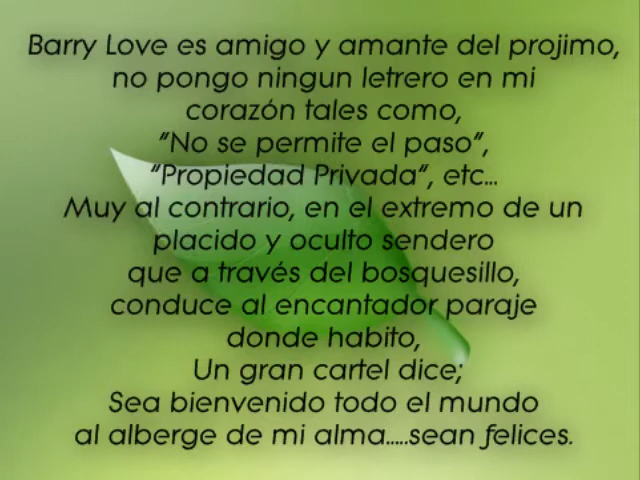 Barry Love es amigo y amante del projimo,
no pongo ningun letrero en mi
corazón tales como,
"No se permite el paso",
"Propiedad Privada", etc...
Muy al contrario, en el extremo de un
placido y oculto sendero
que a través del bosquesillo,
conduce al encantador paraje
donde habito,
Un gran cartel dice;
Sea bienvenido todo el mundo
al alberge de mi alma.....sean felices.